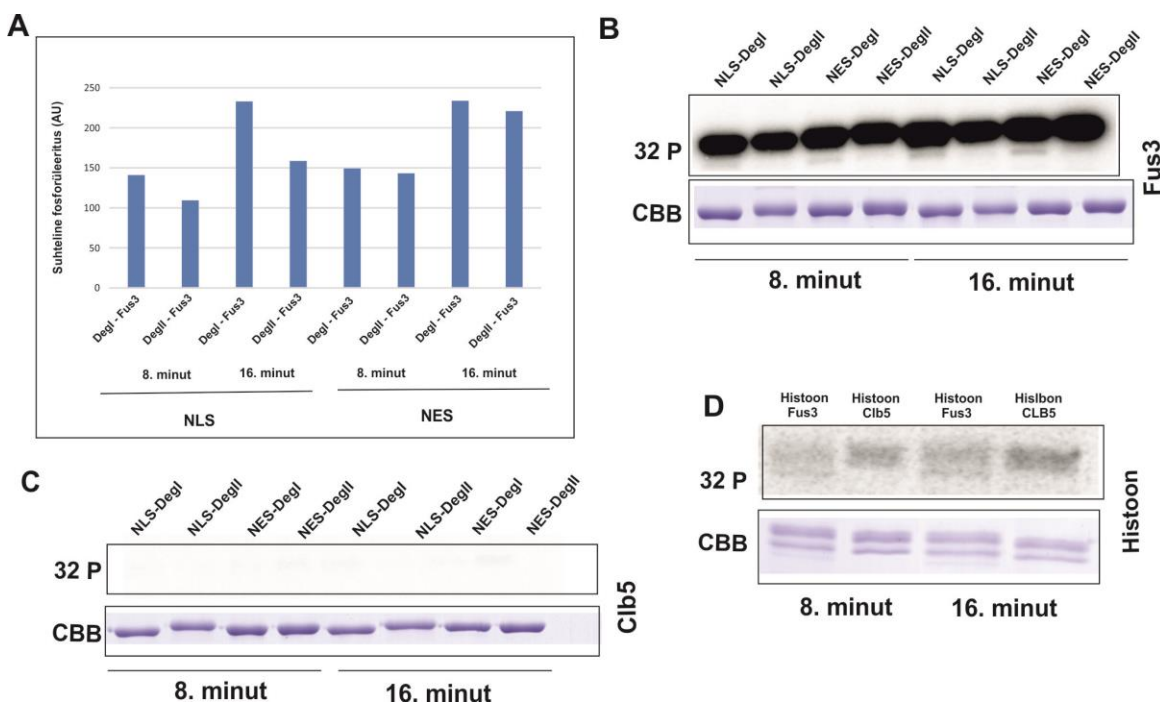 A
Suhteline fosforüleeritus (AU)
250
200
150
100
50
0
DegI - Fus3
DegII - Fus3
DegI - Fus3
DegII - Fus3
DegI - Fus3
DegII - Fus3
DegI - Fus3
DegII - Fus3
8. minut
16. minut
8. minut
16. minut
NLS
NES
B
NLS-DegI
NLS-DegII
NES-DegI
NES-DegII
NLS-DegI
NLS-DegII
NES-DegI
NES-DegII
32 P
CBB
Fus3
8. minut
16. minut
C
NLS-DegI
NLS-DegII
NES-DegI
NES-DegII
NLS-DegI
NLS-DegII
NES-DegI
NES-DegII
32 P
CBB
Clb5
8. minut
16. minut
D
Histoon Histoon Histoon Hislbon
Fus3 Clb5 Fus3 CLB5
32 P
CBB
Histoon
8. minut
16. minut